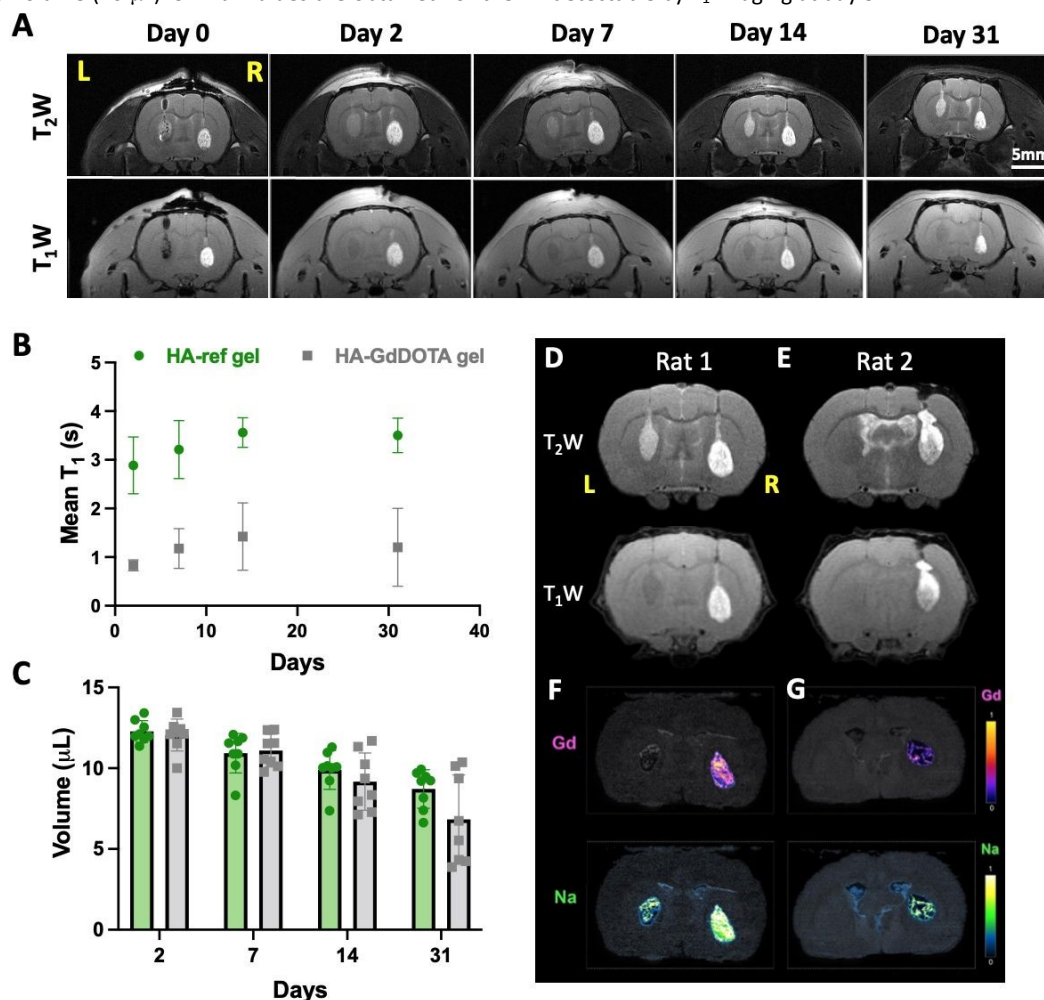 A
Day 0
Day 2
Day 7
Day 14
Day 31
L
R
T₂W
5mm
T₁W
B
HA-ref gel
HA-GdDOTA gel
Mean T₁ (s)
5
4
3
2
1
0
0
10
20
30
40
Days
C
Volume (μL)
15
10
5
0
2
7
14
31
Days
D
Rat 1
E
Rat 2
T₂W
L
R
T₁W
F
G
Gd
Gd
1
0
Na
Na
1
0